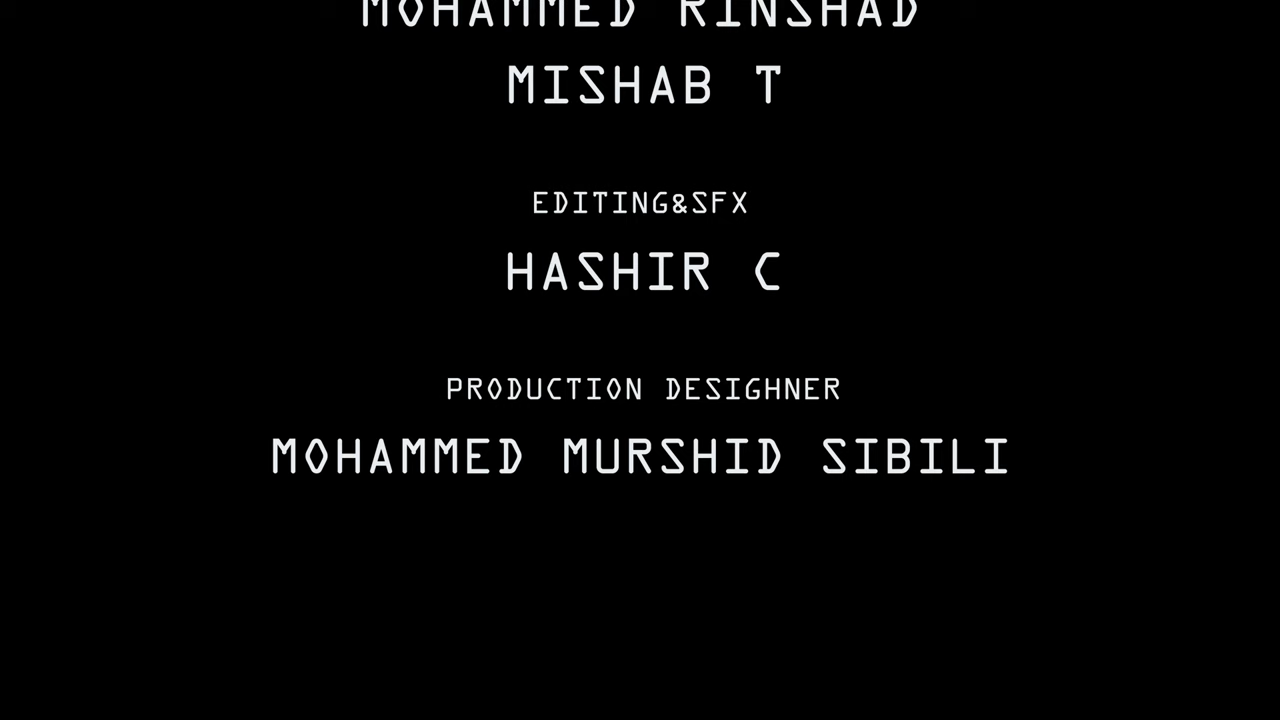 MOHAMMED RINSHAD
MISHAB T
EDITING&SFX
HASHIR C
PRODUCTION DESIGHNER
MOHAMMED MURSHID SIBILI